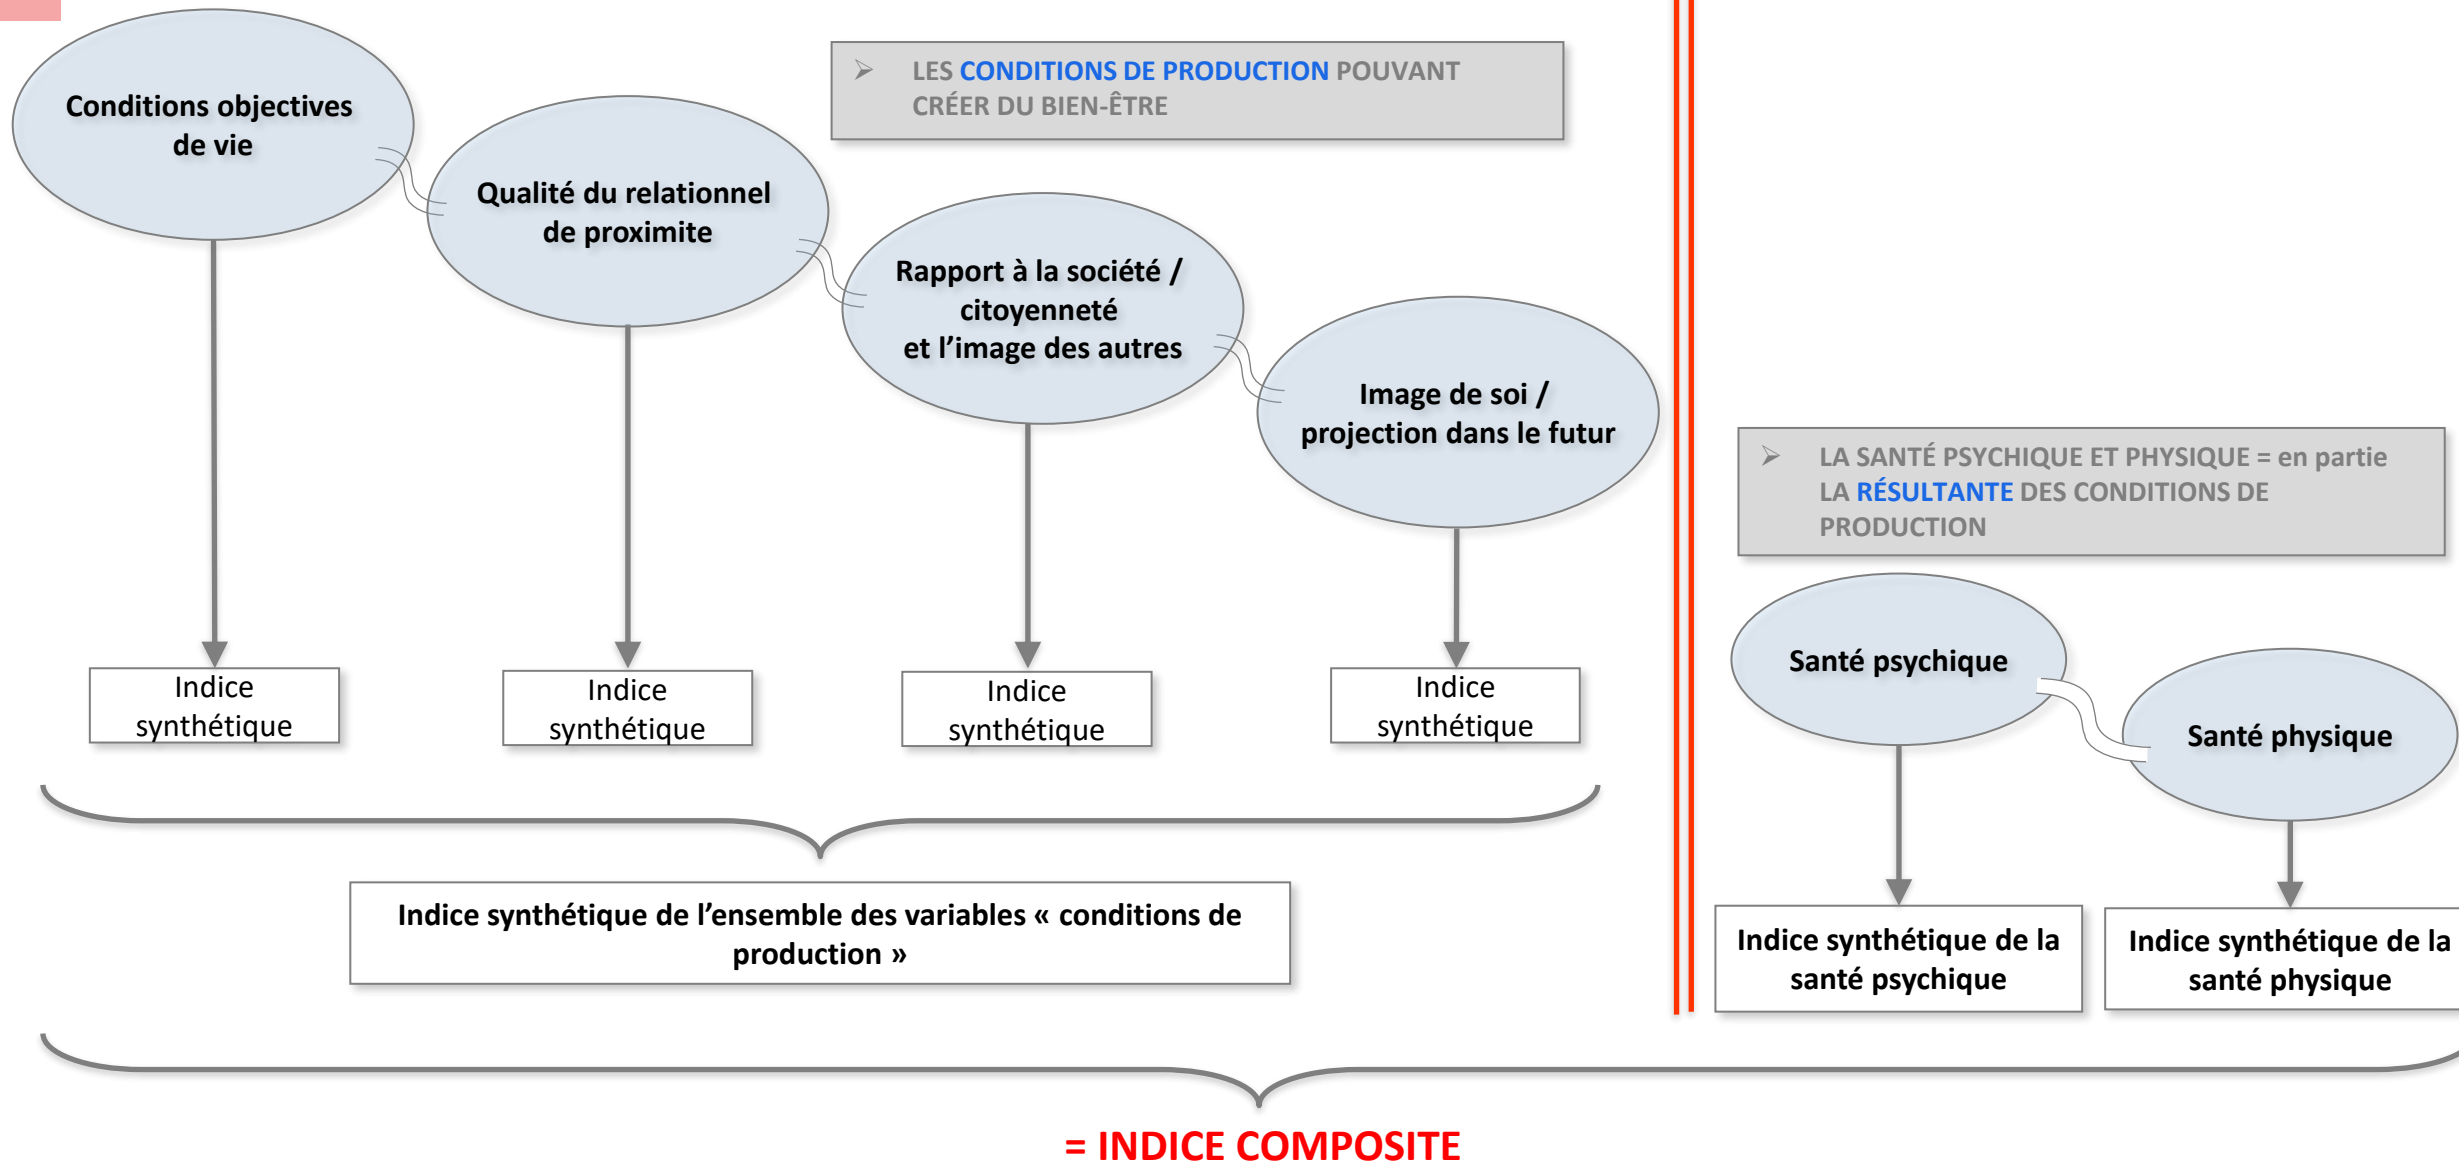 Conditions objectives
de vie
➢ LES CONDITIONS DE PRODUCTION POUVANT
CRÉER DU BIEN-ÊTRE
Qualité du relationnel
de proximite
Rapport à la société /
citoyenneté
et l’image des autres
Image de soi /
projection dans le futur
Indice
synthétique
Indice
synthétique
Indice
synthétique
Indice
synthétique
Indice synthétique de l’ensemble des variables « conditions de
production »
➢ LA SANTÉ PSYCHIQUE ET PHYSIQUE = en partie
LA RÉSULTANTE DES CONDITIONS DE
PRODUCTION
Santé psychique
Santé physique
Indice synthétique de la
santé psychique
Indice synthétique de la
santé physique
= INDICE COMPOSITE